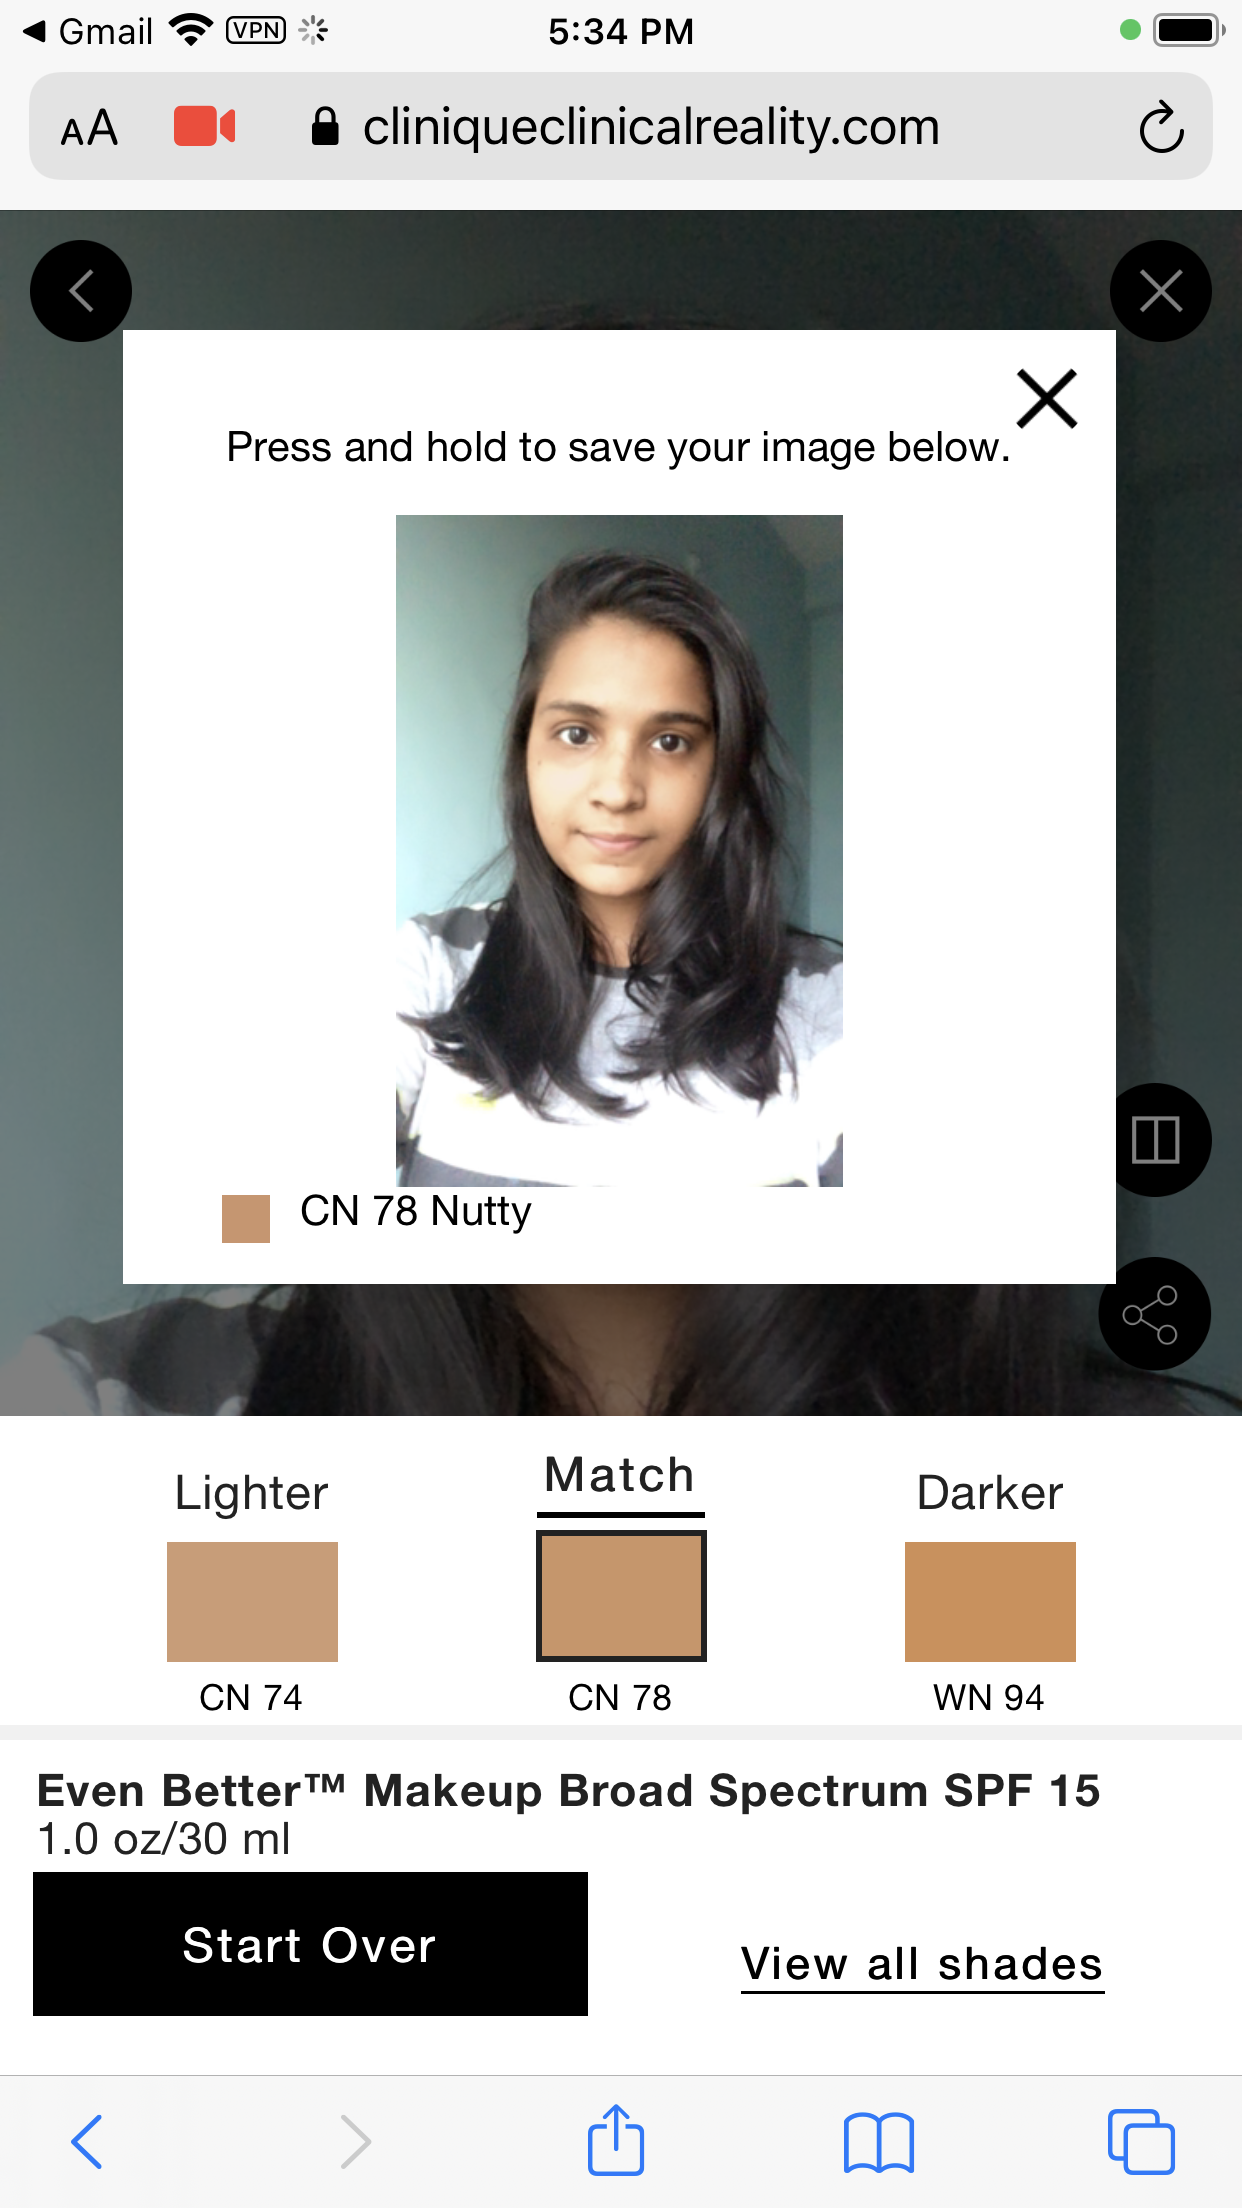 Gmail VPN 5:34 PM
AA cliniqueclinicalreality.com
Press and hold to save your image below.
CN 78 Nutty
Lighter Match Darker
CN 74 CN 78 WN 94
Even Better™ Makeup Broad Spectrum SPF 15
1.0 oz/30 ml
Start Over View all shades